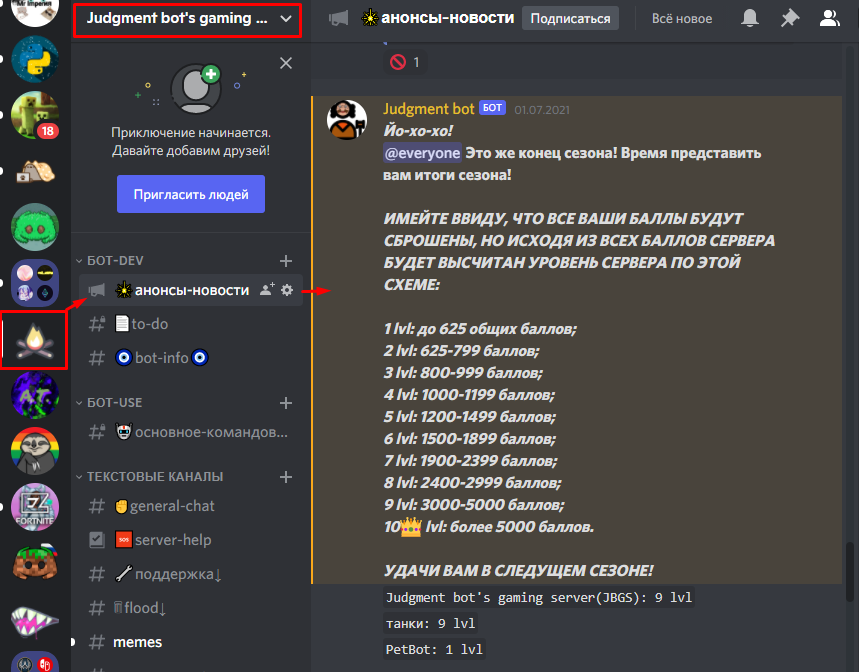 Mr Империя
18
FORTNITE
Judgment bot's gaming ...
Приключение начинается.
Давайте добавим друзей!
Пригласить людей
БОТ-DEV
анонсы-новости
to-do
bot-info
БОТ-USE
основное-командов...
ТЕКСТОВЫЕ КАНАЛЫ
general-chat
SOS server-help
поддержка↓
flood↓
memes
анонсы-новости
Подписаться
Всё новое
1
Judgment bot БОТ 01.07.2021
Йо-хо-хо!
@everyone Это же конец сезона! Время представить
вам итоги сезона!
ИМЕЙТЕ ВВИДУ, ЧТО ВСЕ ВАШИ БАЛЛЫ БУДУТ
СБРОШЕНЫ, НО ИСХОДЯ ИЗ ВСЕХ БАЛЛОВ СЕРВЕРА
БУДЕТ ВЫСЧИТАН УРОВЕНЬ СЕРВЕРА ПО ЭТОЙ
СХЕМЕ:
1 lvl: до 625 общих баллов;
2 lvl: 625-799 баллов;
3 lvl: 800-999 баллов;
4 lvl: 1000-1199 баллов;
5 lvl: 1200-1499 баллов;
6 lvl: 1500-1899 баллов;
7 lvl: 1900-2399 баллов;
8 lvl: 2400-2999 баллов;
9 lvl: 3000-5000 баллов;
10👑 lvl: более 5000 баллов.
УДАЧИ ВАМ В СЛЕДУЩЕМ СЕЗОНЕ!
Judgment bot's gaming server(JBGS): 9 lvl
танки: 9 lvl
PetBot: 1 lvl